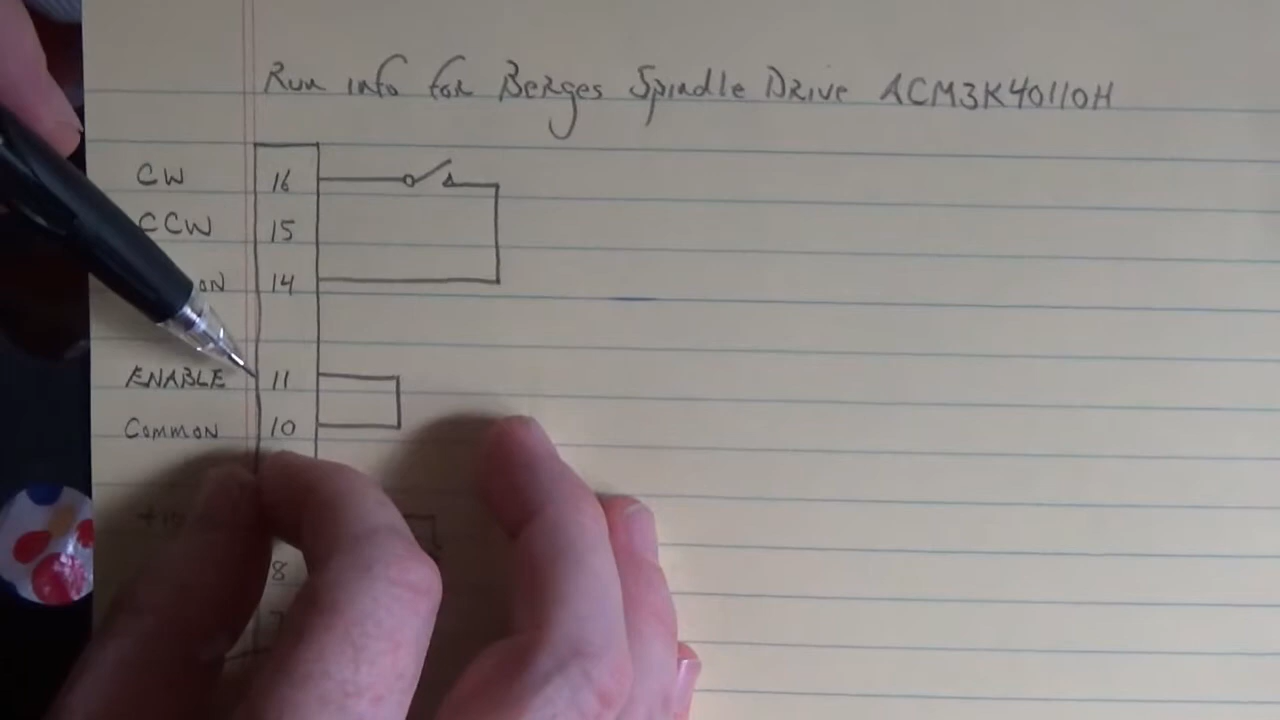 Run info for Berges Spindle Drive ACM3K40110H
CW 16
CCW 15
14
ENABLE 11
Common 10
8